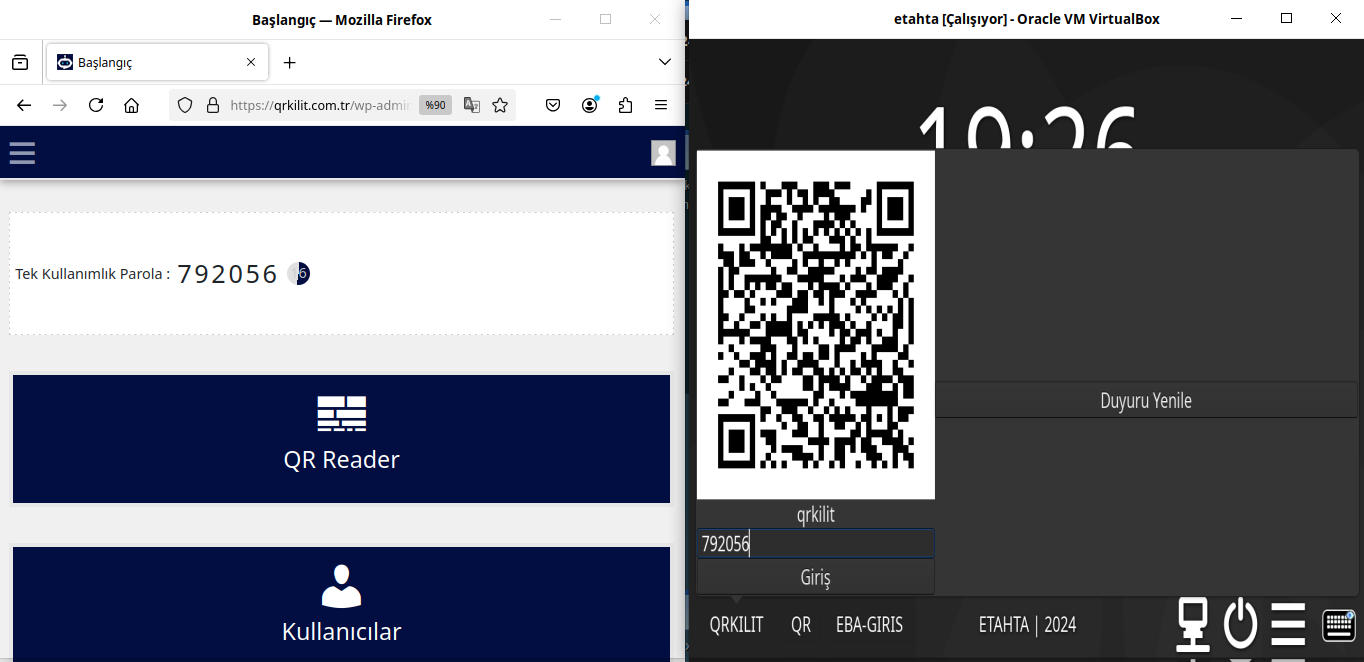 Başlangıç — Mozilla Firefox
Başlangıç
https://qrkilit.com.tr/wp-admin
%90
Tek Kullanımlık Parola : 792056
QR Reader
Kullanıcılar
etahta [Çalışıyor] - Oracle VM VirtualBox
19:26
Duyuru Yenile
qrkilit
792056
Giriş
QRKILIT QR EBA-GIRIS ETAHTA | 2024